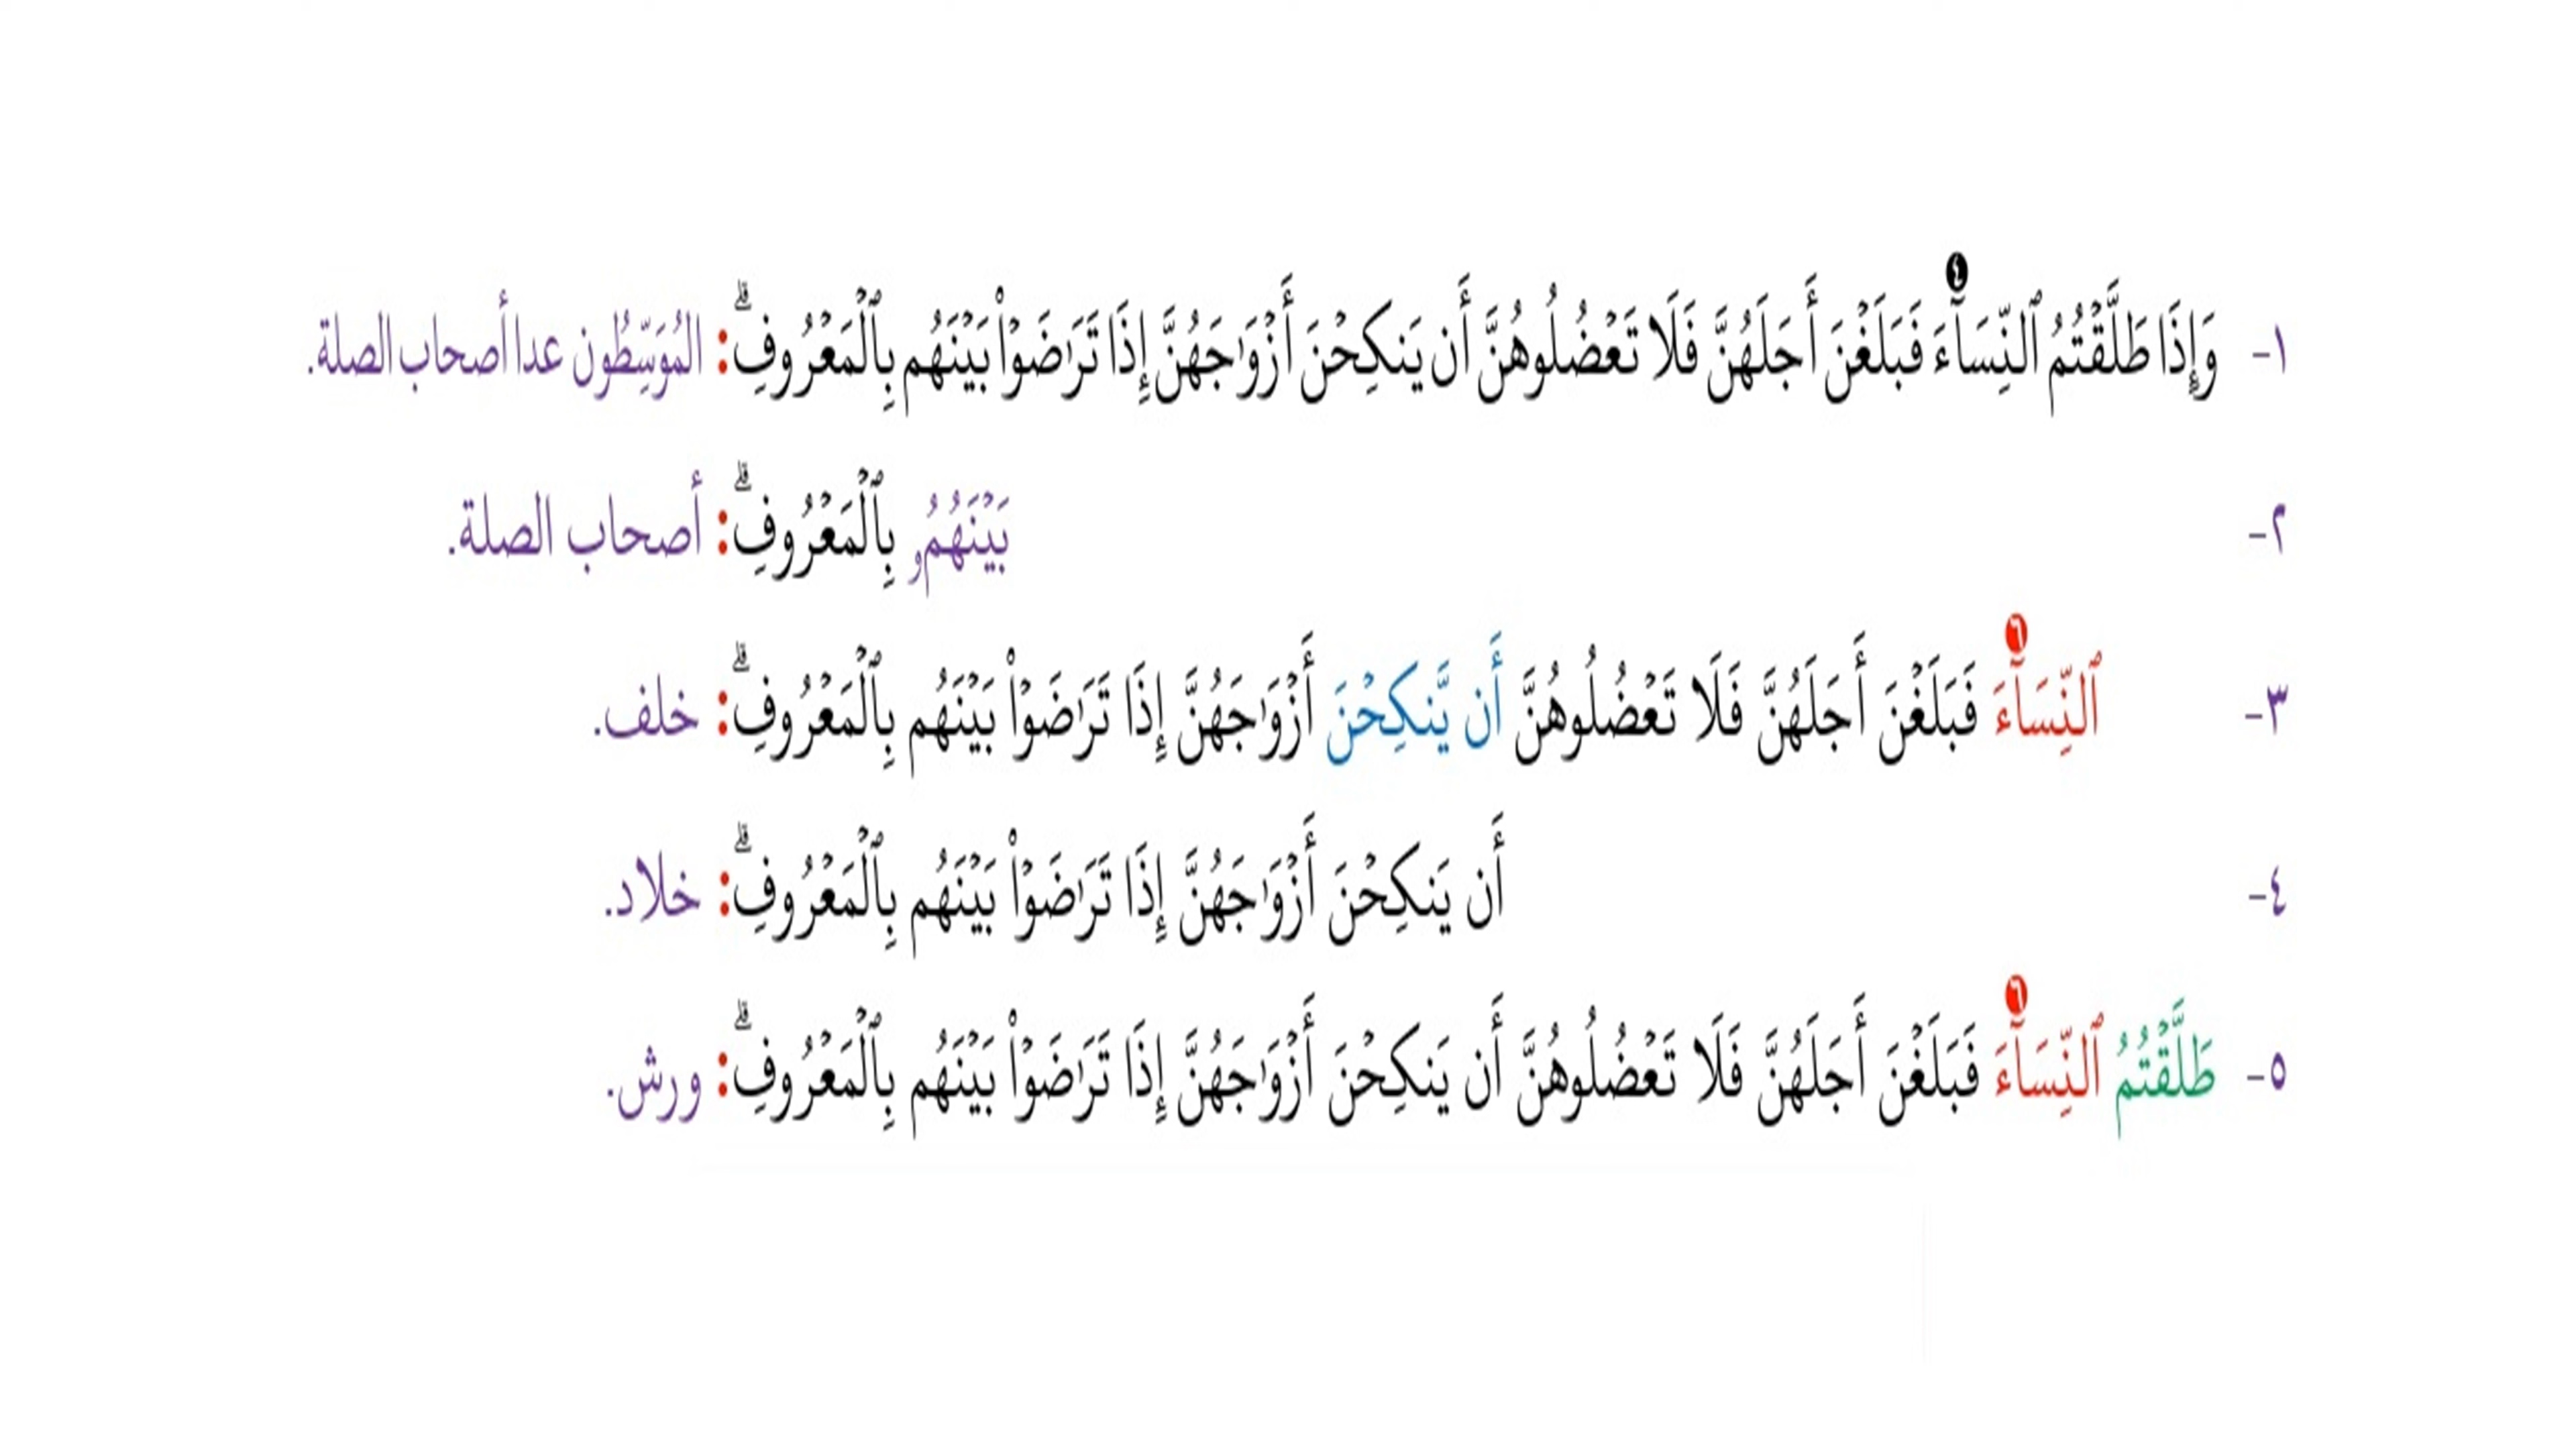 ١- وَإِذَا طَلَّقْتُمُ ٱلنِّسَآءَ فَبَلَغْنَ أَجَلَهُنَّ فَلَا تَعْضُلُوهُنَّ أَن يَنكِحْنَ أَزْوَٰجَهُنَّ إِذَا تَرَٰضَوْا۟ بَيْنَهُم بِٱلْمَعْرُوفِ ۗ: المُوَسِّطُون عدا أصحاب الصلة.
٢- بَيْنَهُمُۥ بِٱلْمَعْرُوفِ ۗ: أصحاب الصلة.
٣- ٱلنِّسَآءَ فَبَلَغْنَ أَجَلَهُنَّ فَلَا تَعْضُلُوهُنَّ أَن يَّنكِحْنَ أَزْوَٰجَهُنَّ إِذَا تَرَٰضَوْا۟ بَيْنَهُم بِٱلْمَعْرُوفِ ۗ: خلف.
٤- أَن يَنكِحْنَ أَزْوَٰجَهُنَّ إِذَا تَرَٰضَوْا۟ بَيْنَهُم بِٱلْمَعْرُوفِ ۗ: خلاد.
٥- طَلَّقْتُمُ ٱلنِّسَآءَ فَبَلَغْنَ أَجَلَهُنَّ فَلَا تَعْضُلُوهُنَّ أَن يَنكِحْنَ أَزْوَٰجَهُنَّ إِذَا تَرَٰضَوْا۟ بَيْنَهُم بِٱلْمَعْرُوفِ ۗ: ورش.